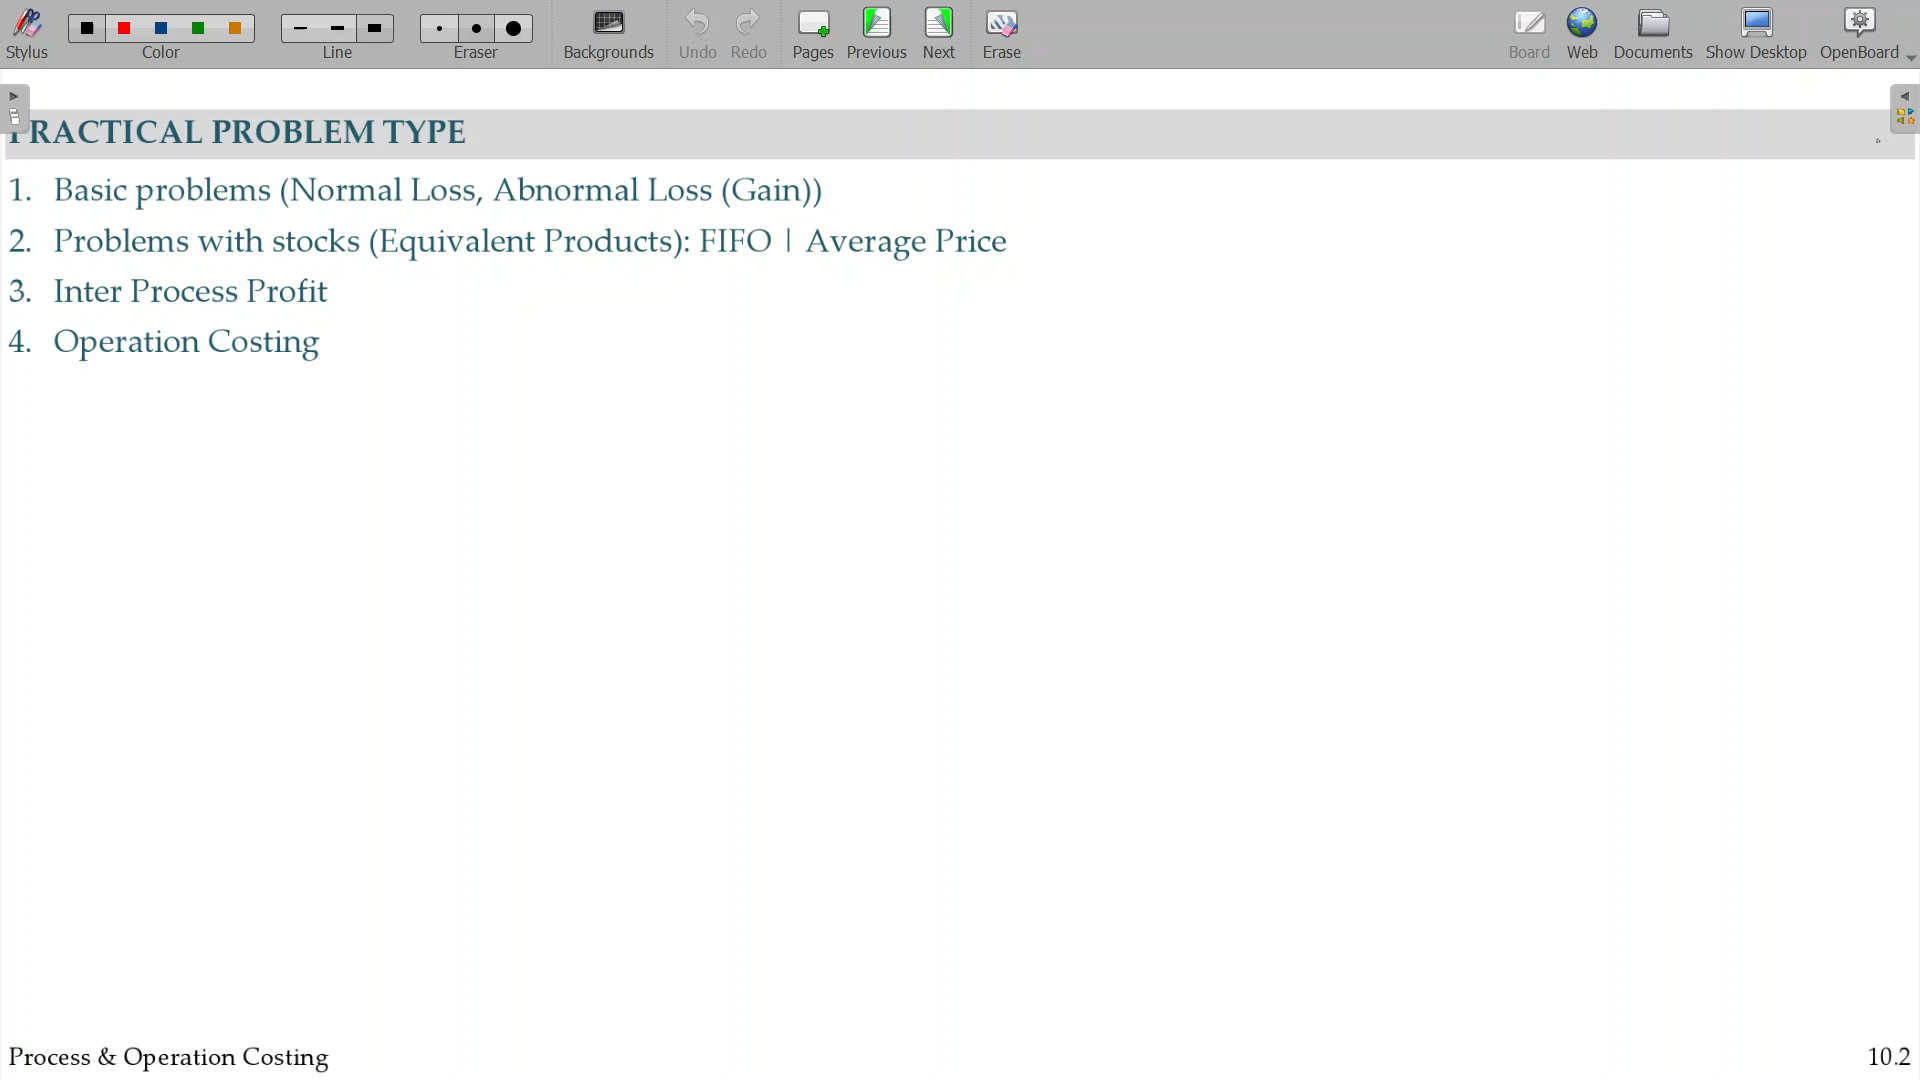 Stylus Color Line Eraser Backgrounds Undo Redo Pages Previous Next Erase Board Web Documents Show Desktop OpenBoard
PRACTICAL PROBLEM TYPE
1. Basic problems (Normal Loss, Abnormal Loss (Gain))
2. Problems with stocks (Equivalent Products): FIFO | Average Price
3. Inter Process Profit
4. Operation Costing
Process & Operation Costing 10.2